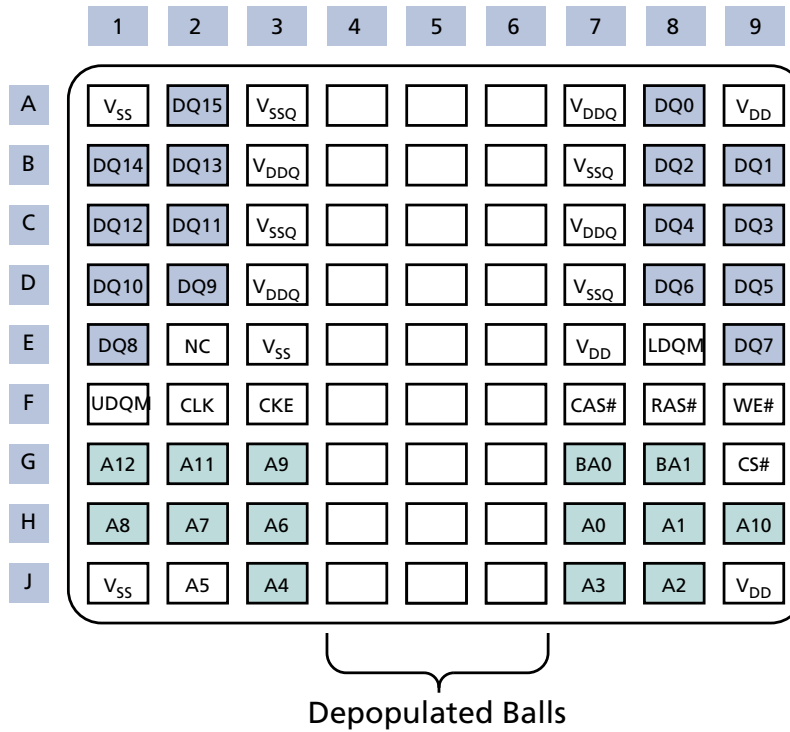 1 2 3 4 5 6 7 8 9
A VSS DQ15 VSSQ VDDQ DQ0 VDD
B DQ14 DQ13 VDDQ VSSQ DQ2 DQ1
C DQ12 DQ11 VSSQ VDDQ DQ4 DQ3
D DQ10 DQ9 VDDQ VSSQ DQ6 DQ5
E DQ8 NC VSS VDD LDQM DQ7
F UDQM CLK CKE CAS# RAS# WE#
G A12 A11 A9 BA0 BA1 CS#
H A8 A7 A6 A0 A1 A10
J VSS A5 A4 A3 A2 VDD
Depopulated Balls